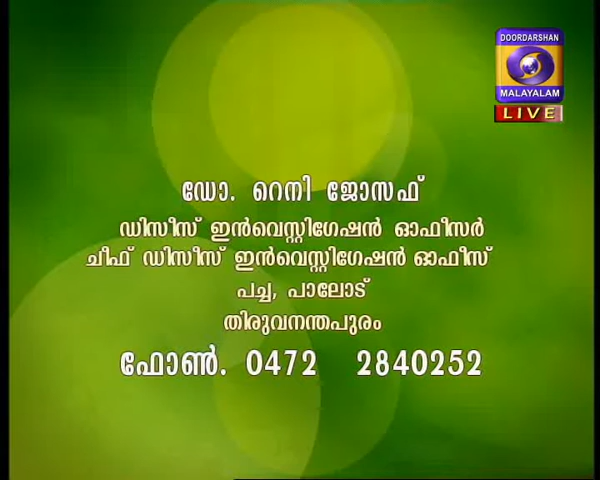 DOORDARSHAN
MALAYALAM
LIVE
ഡോ. റെനി ജോസഫ്
ഡിസീസ് ഇൻവെസ്റ്റിഗേഷൻ ഓഫീസർ
ചീഫ് ഡിസീസ് ഇൻവെസ്റ്റിഗേഷൻ ഓഫീസ്
പച്ച, പാലോട്
തിരുവനന്തപുരം
ഫോൺ. 0472 2840252